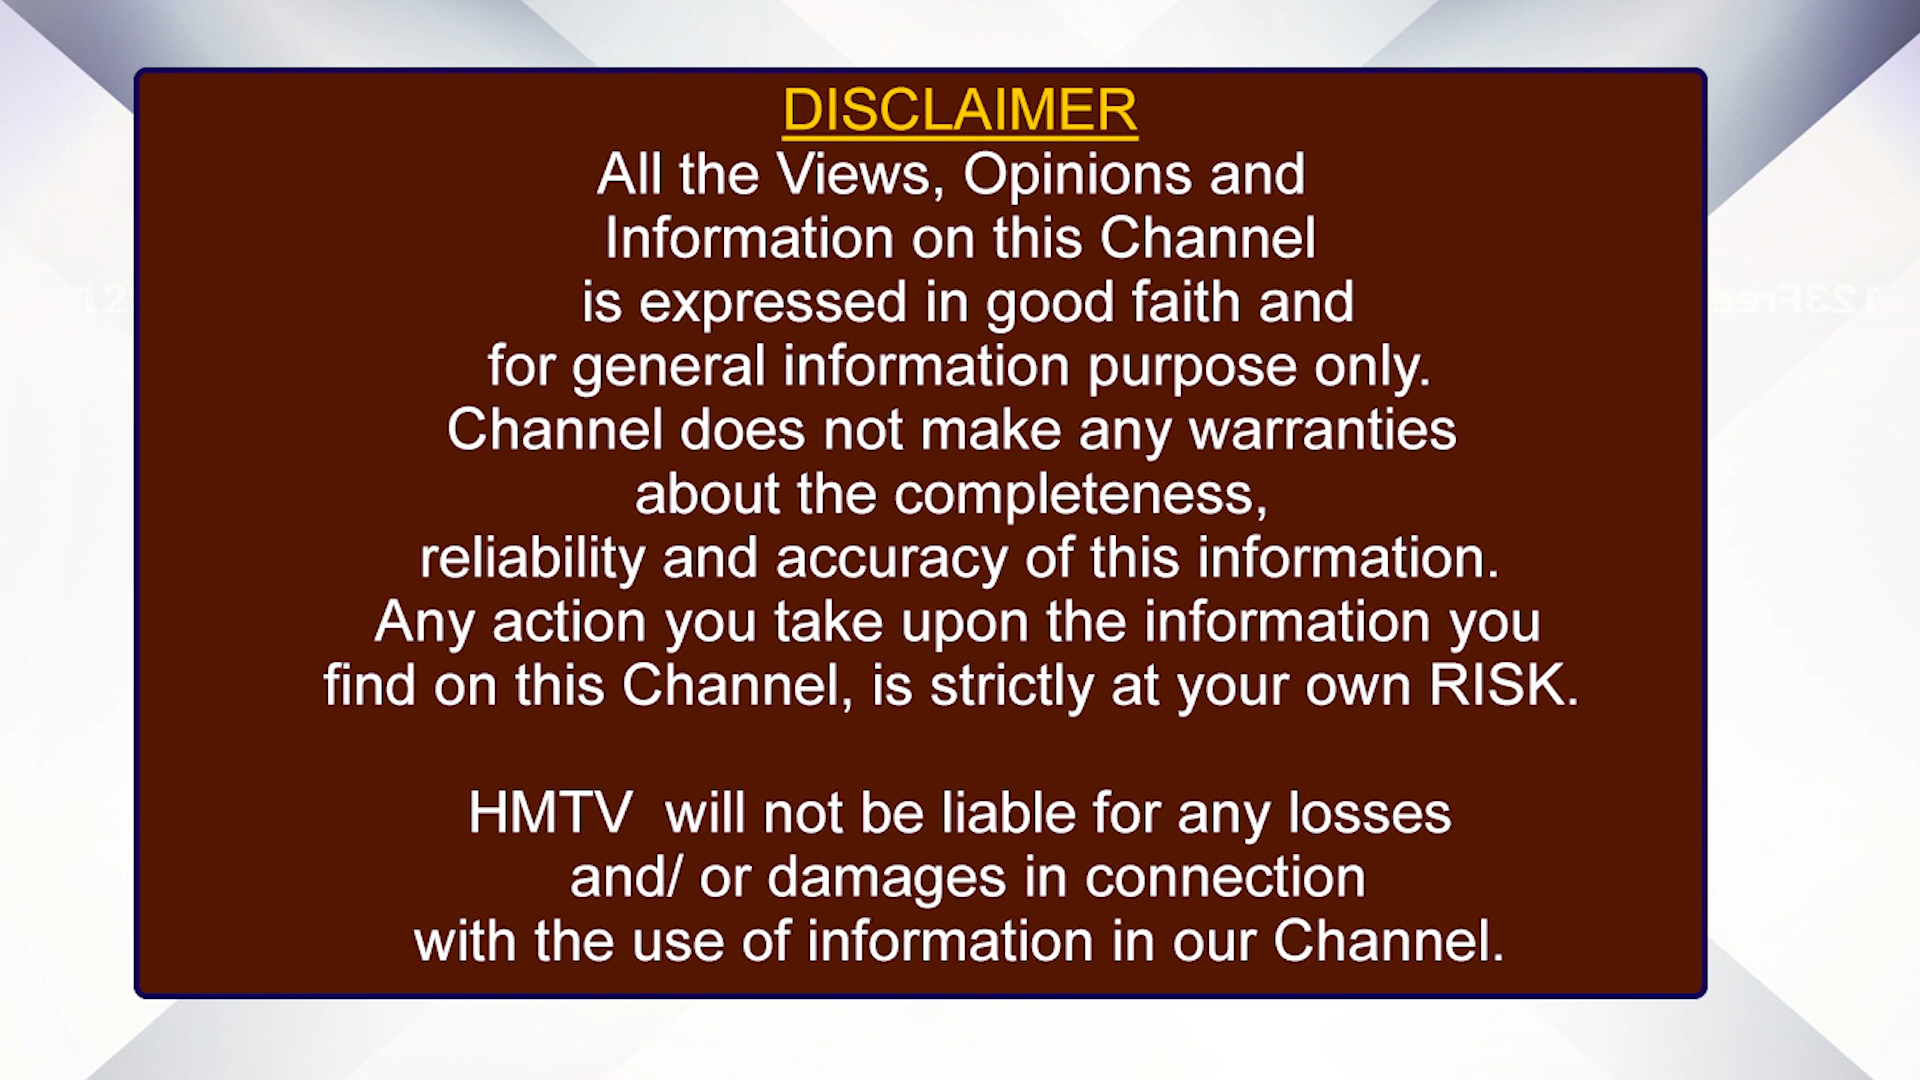 DISCLAIMER
All the Views, Opinions and
Information on this Channel
is expressed in good faith and
for general information purpose only.
Channel does not make any warranties
about the completeness,
reliability and accuracy of this information.
Any action you take upon the information you
find on this Channel, is strictly at your own RISK.
HMTV will not be liable for any losses
and/ or damages in connection
with the use of information in our Channel.